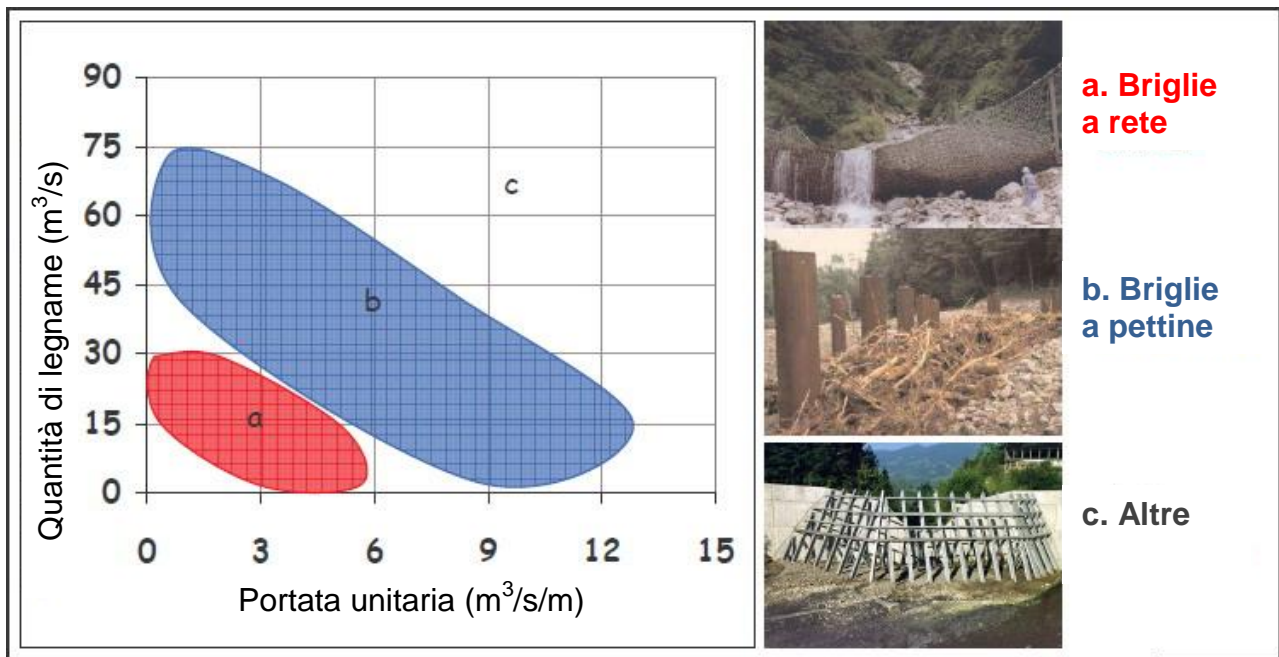 90
75
60
45
30
15
0
Quantità di legname (m³/s)
a
b
c
0 3 6 9 12 15
Portata unitaria (m³/s/m)
a. Briglie
a rete
b. Briglie
a pettine
c. Altre